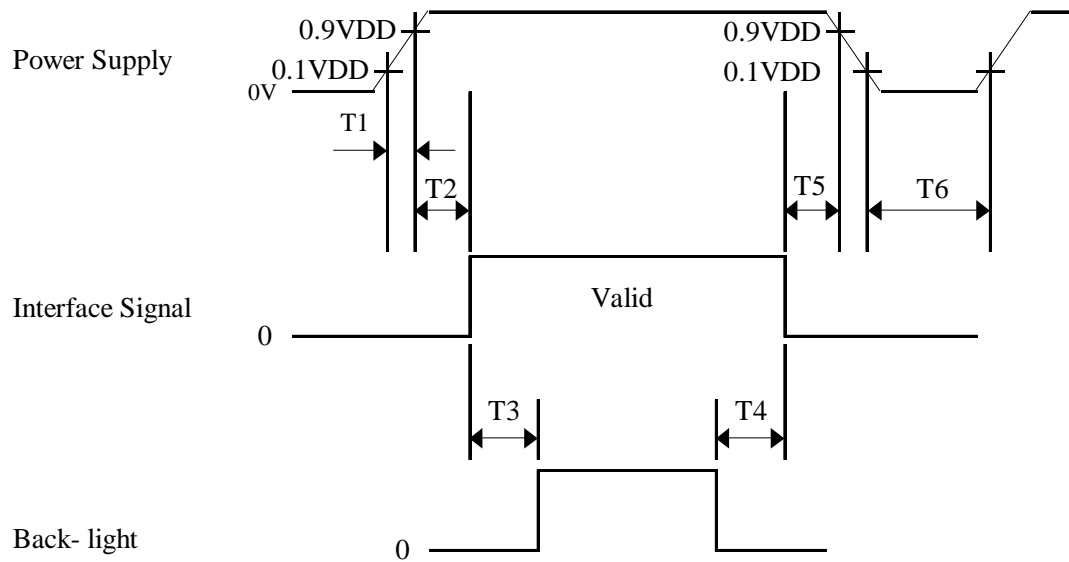 0.9VDD
0.9VDD
Power Supply
0.1VDD
0.1VDD
0V
T1
T2
T5
T6
Interface Signal
Valid
0
T3
T4
Back- light
0